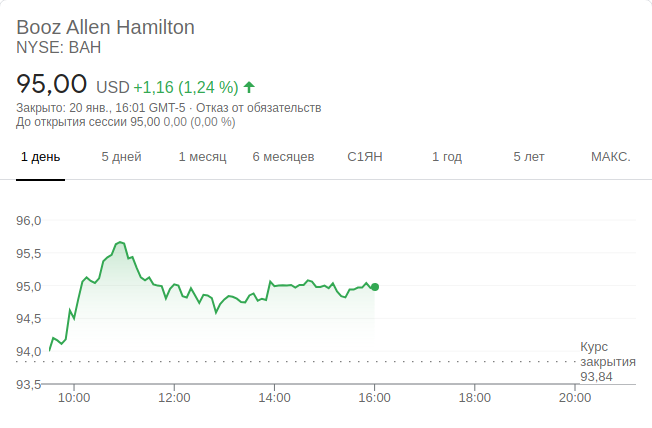 Booz Allen Hamilton
NYSE: BAH
95,00 USD +1,16 (1,24 %)
Закрыто: 20 янв., 16:01 GMT-5 · Отказ от обязательств
До открытия сессии 95,00 0,00 (0,00 %)
1 день 5 дней 1 месяц 6 месяцев С1ЯН 1 год 5 лет МАКС.
96,0
95,5
95,0
94,5
94,0
93,5
Курс
закрытия
93,84
10:00 12:00 14:00 16:00 18:00 20:00